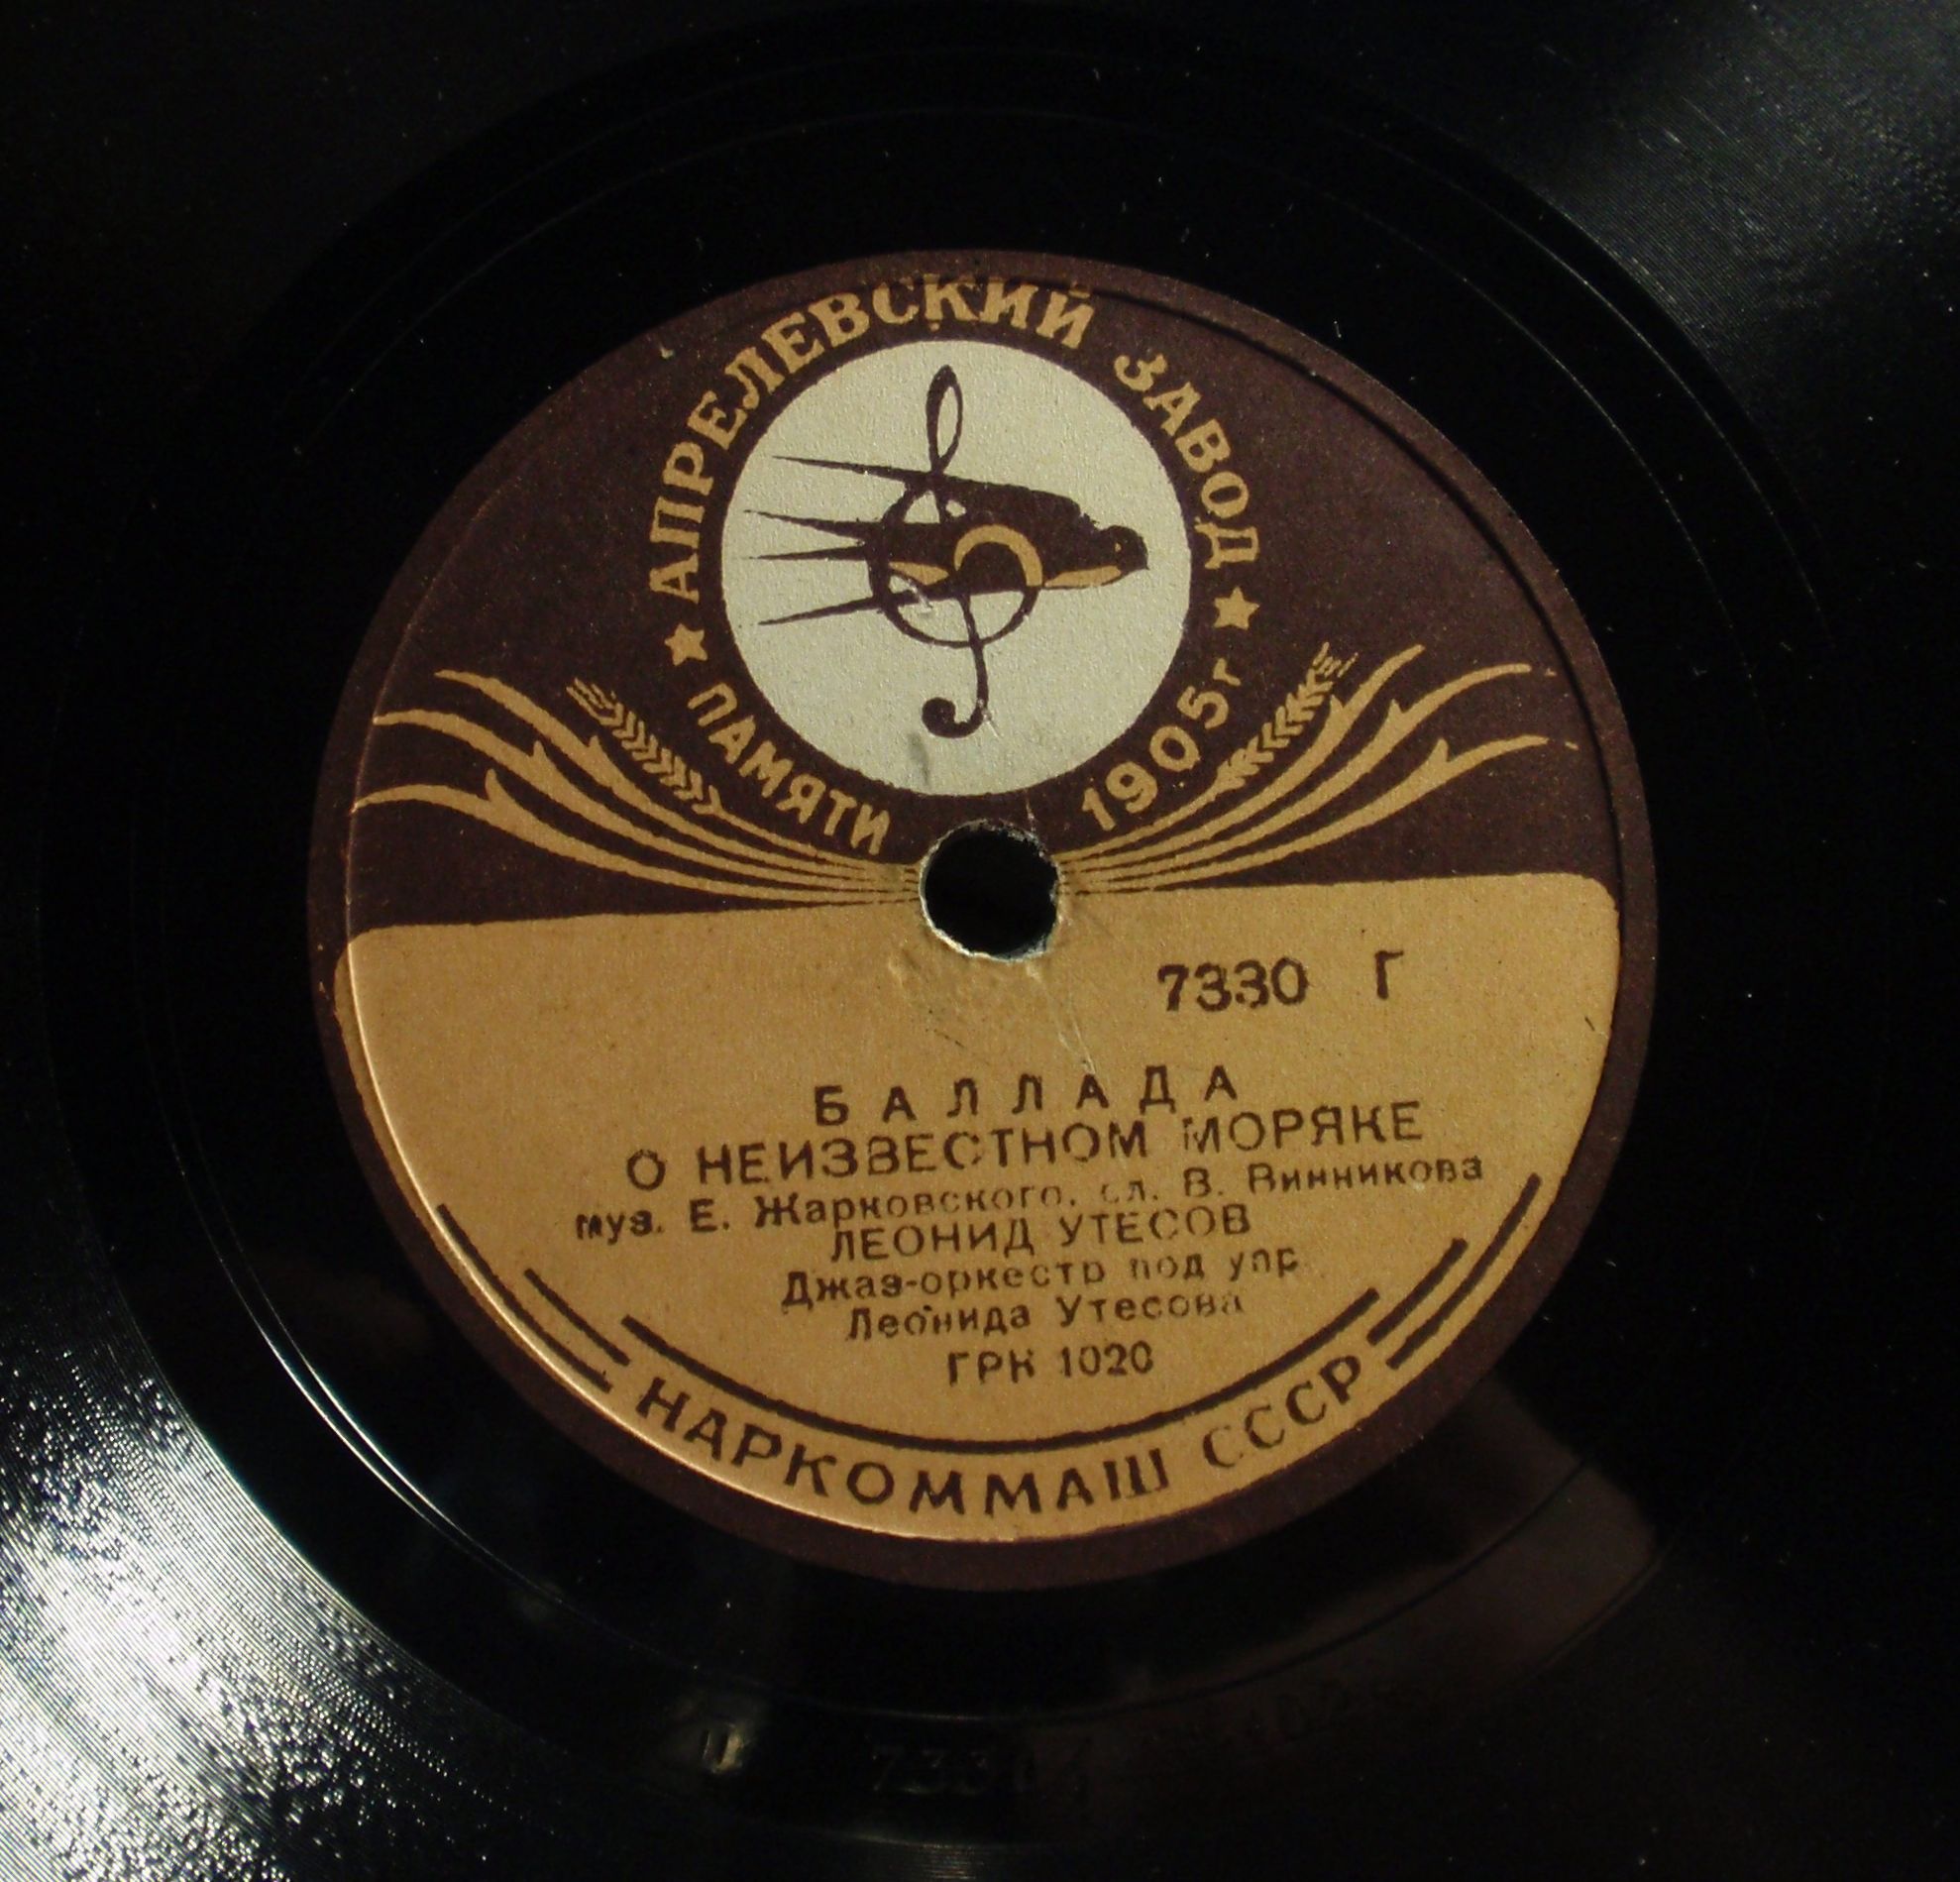 АПРЕЛЕВСКИЙ ЗАВОД
ПАМЯТИ 1905г
7330 Г
БАЛЛАДА
О НЕИЗВЕСТНОМ МОРЯКЕ
муз. Е. Жарковского, сл. В. Винникова
ЛЕОНИД УТЕСОВ
Джаз-оркестр под упр.
Леонида Утесова
ГРК 1020
НАРКОММАШ СССР